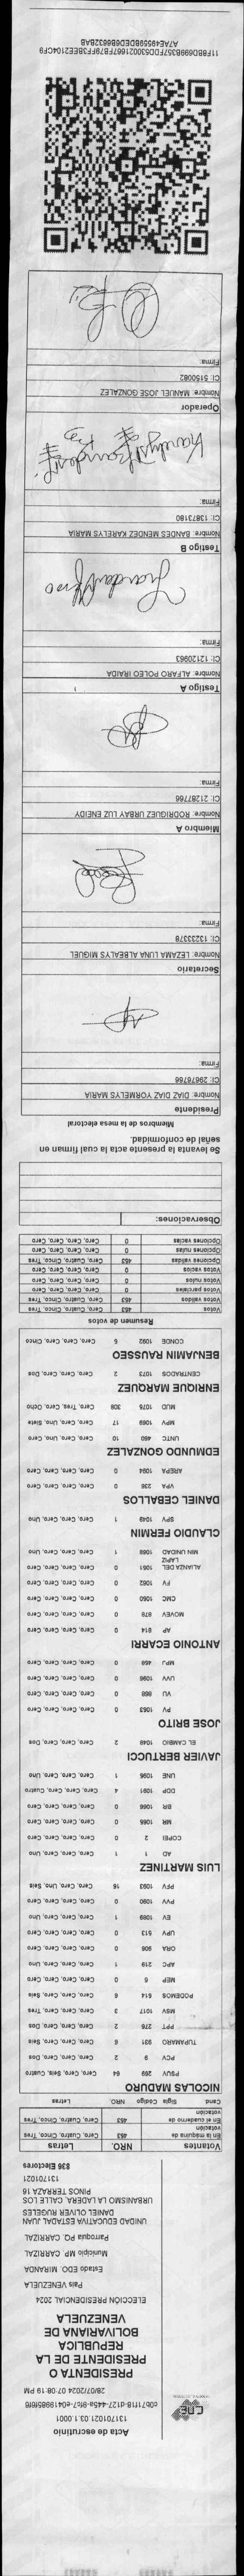 Acta de escrutinio
131701021.03.1.0001
28/07/2024 07:08:19 PM
PRESIDENTA O
PRESIDENTE DE LA
REPUBLICA
BOLIVARIANA DE
VENEZUELA
CNE
ELECCIÓN PRESIDENCIAL 2024
País VENEZUELA
Estado EDO. MIRANDA
Municipio MP. CARRIZAL
Parroquia PQ. CARRIZAL
UNIDAD EDUCATIVA ESTADAL JUAN
DANIEL OLIVER RUGELES
URBANISMO LA LADERA, CALLE LOS
PINOS TERRAZA 16
131701021
836 Electores
Votantes NRO. Letras
En la máquina de votación 453 Cero, Cuatro, Cinco, Tres
En el cuaderno de votación 453 Cero, Cuatro, Cinco, Tres
Cand Sigla Código NRO. Letras
NICOLAS MADURO
PSUV 269 64 Cero, Cero, Seis, Cuatro
PCV 9 2 Cero, Cero, Cero, Dos
TUPAMARO 931 6 Cero, Cero, Cero, Seis
PPT 276 2 Cero, Cero, Cero, Dos
MSV 1017 3 Cero, Cero, Cero, Tres
PODEMOS 514 6 Cero, Cero, Cero, Seis
MEP 6 0 Cero, Cero, Cero, Cero
APC 219 1 Cero, Cero, Cero, Uno
ORA 906 0 Cero, Cero, Cero, Cero
UPV 513 0 Cero, Cero, Cero, Cero
EV 1089 1 Cero, Cero, Cero, Uno
PVV 1090 0 Cero, Cero, Cero, Cero
PFV 1093 16 Cero, Cero, Uno, Seis
LUIS MARTINEZ
AD 1 1 Cero, Cero, Cero, Uno
COPEI 2 0 Cero, Cero, Cero, Cero
MR 1065 0 Cero, Cero, Cero, Cero
BR 1066 0 Cero, Cero, Cero, Cero
DDP 1091 4 Cero, Cero, Cero, Cuatro
UNE 1095 1 Cero, Cero, Cero, Uno
JAVIER BERTUCCI
EL CAMBIO 1048 2 Cero, Cero, Cero, Dos
JOSE BRITO
PV 1053 0 Cero, Cero, Cero, Cero
VU 868 0 Cero, Cero, Cero, Cero
UVV 1096 0 Cero, Cero, Cero, Cero
MPJ 459 0 Cero, Cero, Cero, Cero
ANTONIO ECARRI
AP 814 0 Cero, Cero, Cero, Cero
MOVEV 878 0 Cero, Cero, Cero, Cero
CMC 1060 0 Cero, Cero, Cero, Cero
FV 1062 0 Cero, Cero, Cero, Cero
ALIANZA DEL LAPIZ 1051 0 Cero, Cero, Cero, Cero
MIN UNIDAD 1068 1 Cero, Cero, Cero, Uno
CLAUDIO FERMIN
SPV 1049 1 Cero, Cero, Cero, Uno
DANIEL CEBALLOS
VPA 236 0 Cero, Cero, Cero, Cero
AREPA 1094 0 Cero, Cero, Cero, Cero
EDMUNDO GONZALEZ
UNTC 460 10 Cero, Cero, Uno, Cero
MPV 1069 17 Cero, Cero, Uno, Siete
MUD 1076 308 Cero, Tres, Cero, Ocho
ENRIQUE MARQUEZ
CENTRADOS 1073 2 Cero, Cero, Cero, Dos
BENJAMIN RAUSSEO
CONDE 1092 5 Cero, Cero, Cero, Cinco
Resumen de votos
Votos 453 Cero, Cuatro, Cinco, Tres
Votos válidos 453 Cero, Cuatro, Cinco, Tres
Votos parciales 0 Cero, Cero, Cero, Cero
Votos nulos 0 Cero, Cero, Cero, Cero
Votos vacíos 0 Cero, Cero, Cero, Cero
Opciones válidas 453 Cero, Cuatro, Cinco, Tres
Opciones nulas 0 Cero, Cero, Cero, Cero
Opciones vacías 0 Cero, Cero, Cero, Cero
Observaciones:
Se levanta la presente acta la cual firman en
señal de conformidad.
Miembros de la mesa electoral
Presidente
Nombre: DIAZ DIAZ YORMELYS MARIA
CI: 29676766
Firma:
Secretario
Nombre: LEZAMA LUNA ALBEALYS MIGUEL
CI: 13233378
Firma:
Miembro A
Nombre: RODRIGUEZ URBAY LUZ ENEIDY
CI: 21287766
Firma:
Testigo A
Nombre: ALFARO POLEO IRAIDA
CI: 12120963
Firma:
Testigo B
Nombre: BANDES MENDEZ KARELYS MARIA
CI: 13873180
Firma:
Operador
Nombre: MANUEL JOSE GONZALEZ
CI: 5150082
Firma: